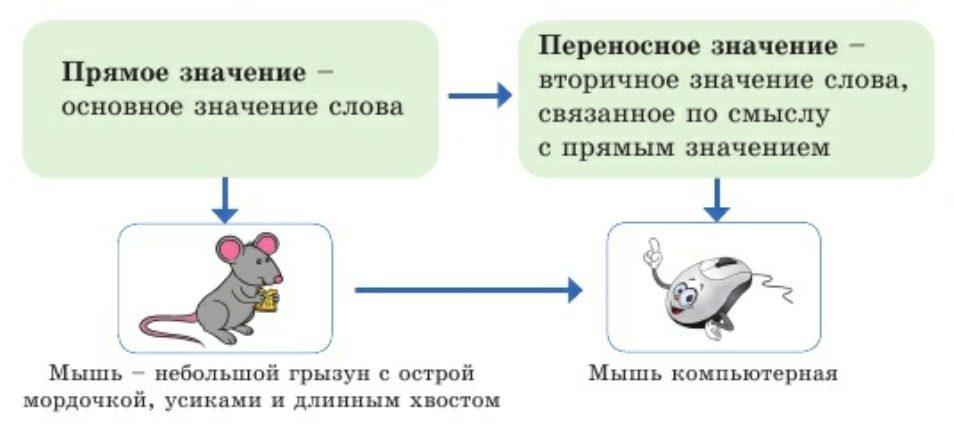 Прямое значение –
основное значение слова
Переносное значение –
вторичное значение слова,
связанное по смыслу
с прямым значением
Мышь – небольшой грызун с острой
мордочкой, усиками и длинным хвостом
Мышь компьютерная